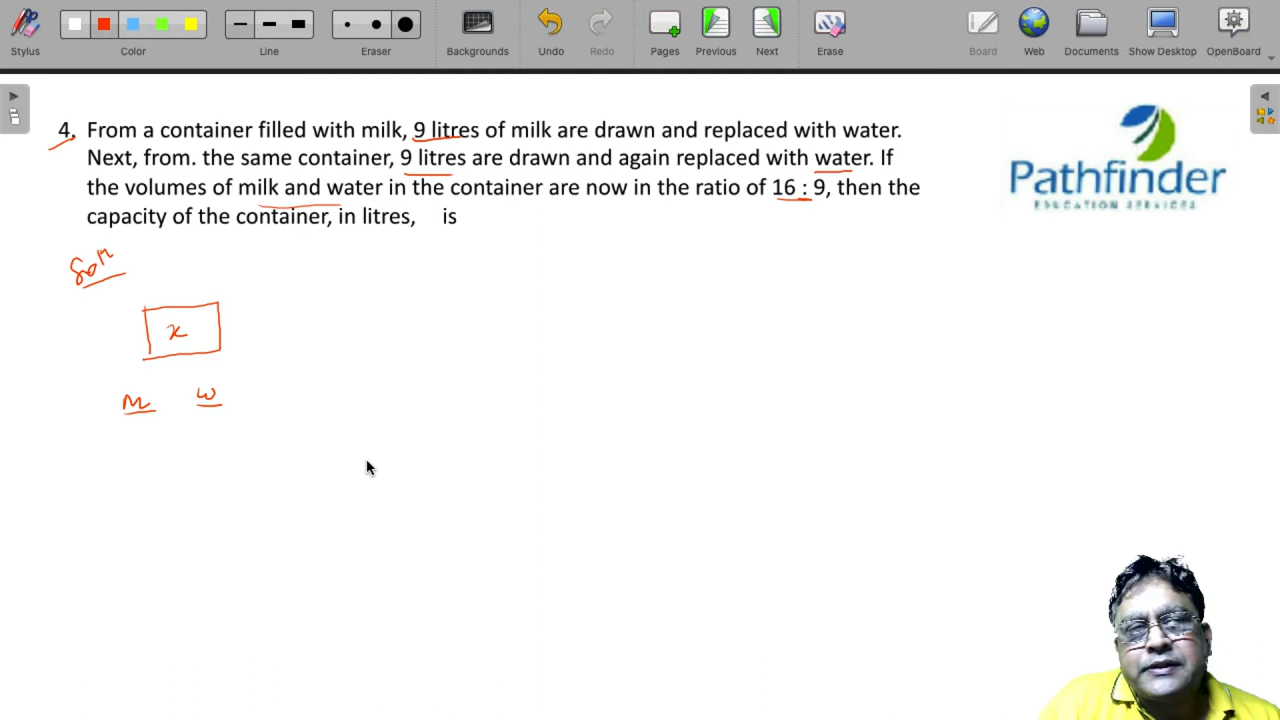 Stylus
Color
Line
Eraser
Backgrounds
Undo
Redo
Pages
Previous
Next
Erase
Board
Web
Documents
Show Desktop
OpenBoard
4. From a container filled with milk, 9 litres of milk are drawn and replaced with water.
Next, from. the same container, 9 litres are drawn and again replaced with water. If
the volumes of milk and water in the container are now in the ratio of 16 : 9, then the
capacity of the container, in litres, is
Pathfinder
EDUCATION SERVICES
Solⁿ
x
M W